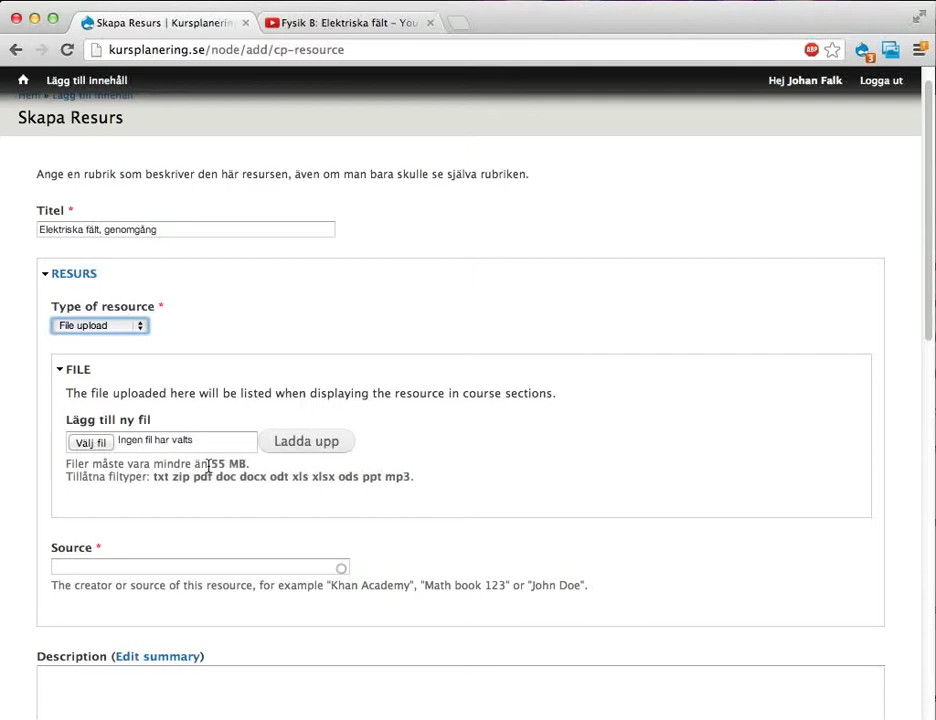 Skapa Resurs | Kursplanerin
Fysik B: Elektriska fält – You
kursplanering.se/node/add/cp-resource
ABP
3
Lägg till innehåll
Hej Johan Falk
Logga ut
Hem » Lägg till innehåll
Skapa Resurs
Ange en rubrik som beskriver den här resursen, även om man bara skulle se själva rubriken.
Titel *
Elektriska fält, genomgång
RESURS
Type of resource *
File upload
FILE
The file uploaded here will be listed when displaying the resource in course sections.
Lägg till ny fil
Välj fil
Ingen fil har valts
Ladda upp
Filer måste vara mindre än 55 MB.
Tillåtna filtyper: txt zip pdf doc docx odt xls xlsx ods ppt mp3.
Source *
The creator or source of this resource, for example "Khan Academy", "Math book 123" or "John Doe".
Description (Edit summary)